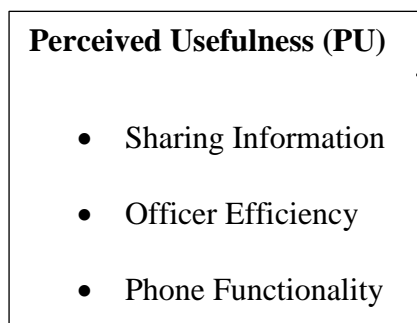 Perceived Usefulness (PU)
• Sharing Information
• Officer Efficiency
• Phone Functionality